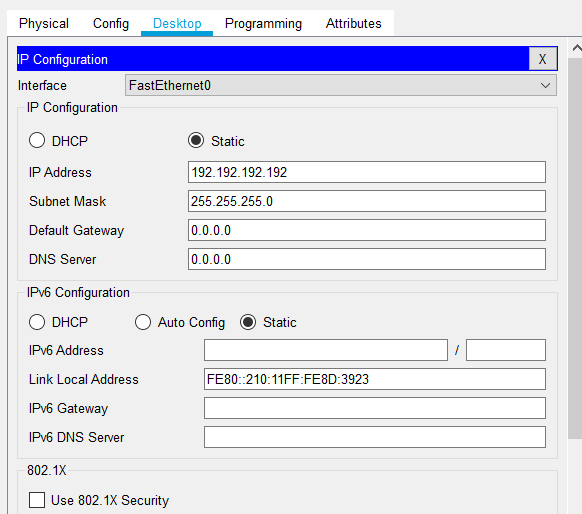 Physical Config Desktop Programming Attributes
IP Configuration X
Interface FastEthernet0
IP Configuration
DHCP Static
IP Address 192.192.192.192
Subnet Mask 255.255.255.0
Default Gateway 0.0.0.0
DNS Server 0.0.0.0
IPv6 Configuration
DHCP Auto Config Static
IPv6 Address /
Link Local Address FE80::210:11FF:FE8D:3923
IPv6 Gateway
IPv6 DNS Server
802.1X
Use 802.1X Security